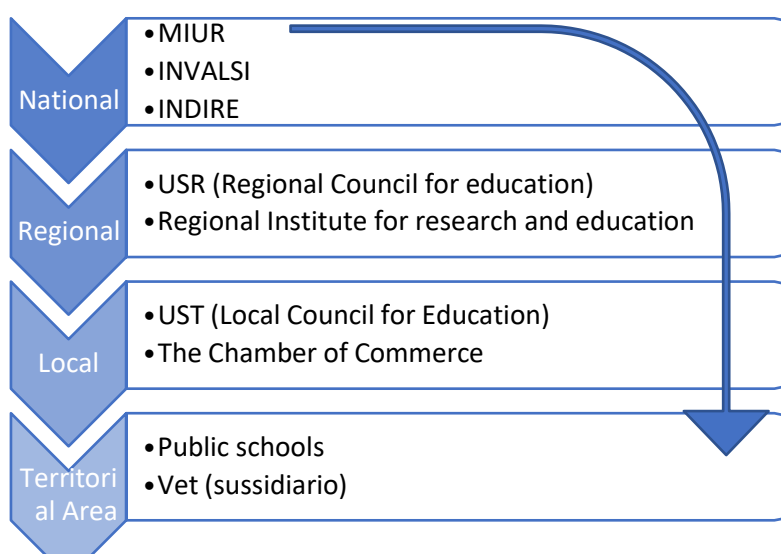 National
•MIUR
•INVALSI
•INDIRE
Regional
•USR (Regional Council for education)
•Regional Institute for research and education
Local
•UST (Local Council for Education)
•The Chamber of Commerce
Territori
al Area
•Public schools
•Vet (sussidiario)